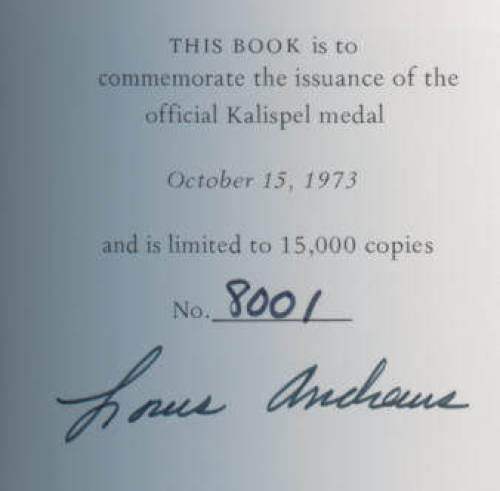 THIS BOOK is to
commemorate the issuance of the
official Kalispel medal
October 15, 1973
and is limited to 15,000 copies
No. 8001
Louis Andrews